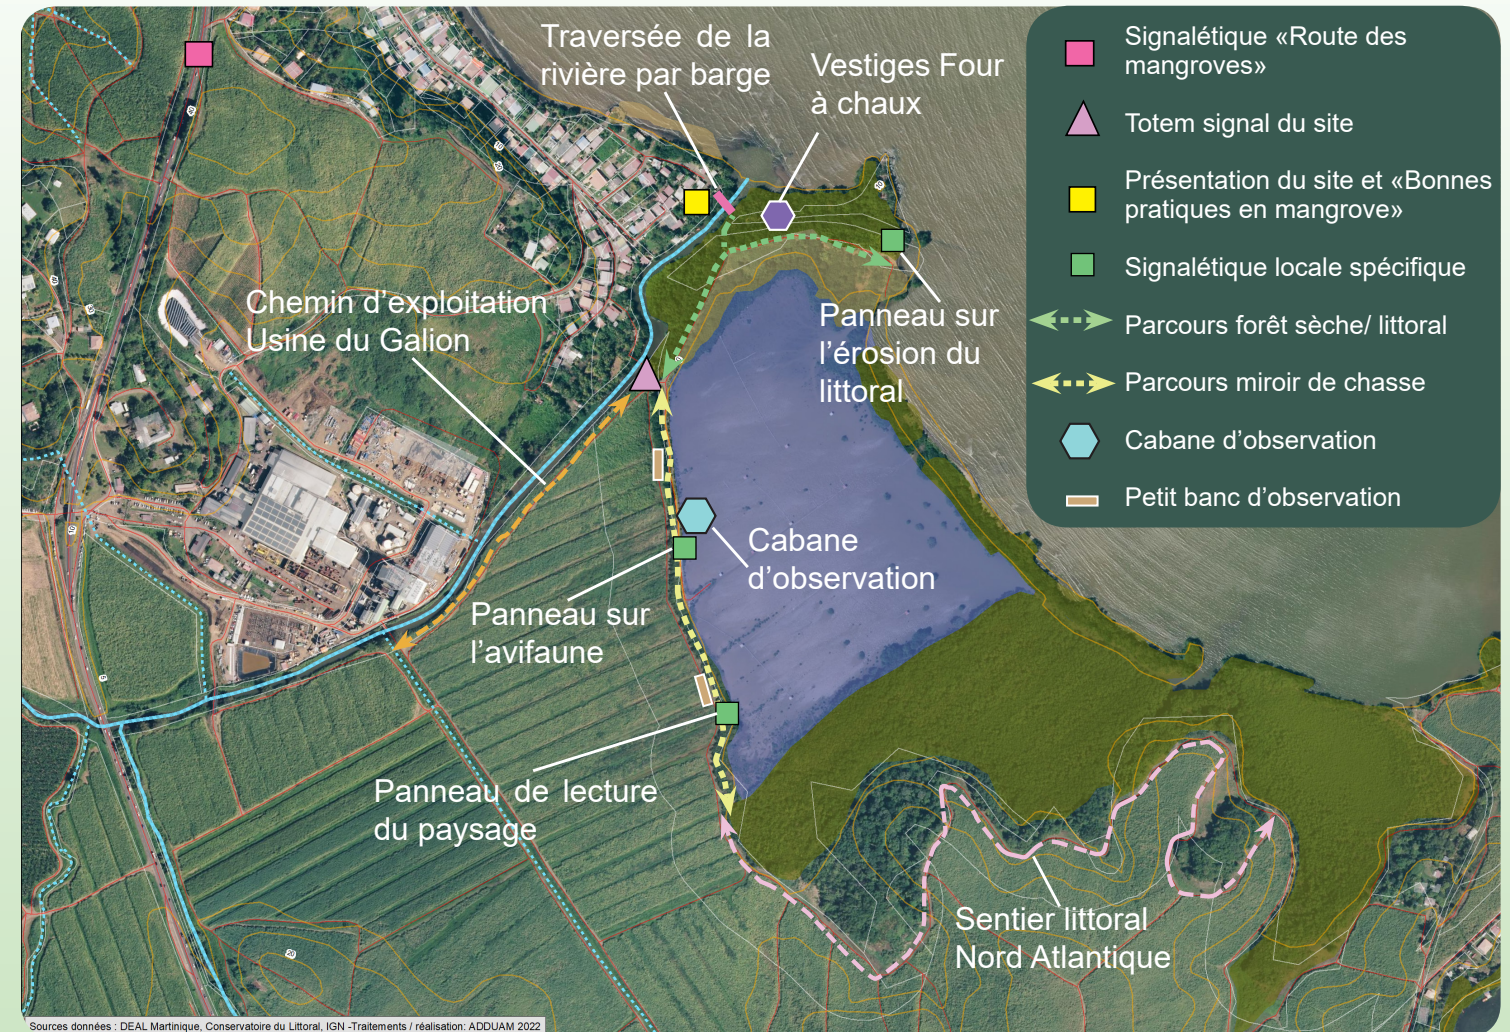 Traversée de la
rivière par barge
Vestiges Four
à chaux
Signalétique «Route des
mangroves»
Totem signal du site
Présentation du site et «Bonnes
pratiques en mangrove»
Signalétique locale spécifique
Parcours forêt sèche/ littoral
Parcours miroir de chasse
Cabane d’observation
Petit banc d’observation
Chemin d’exploitation
Usine du Galion
Panneau sur
l’érosion du
littoral
Cabane
d’observation
Panneau sur
l’avifaune
Panneau de lecture
du paysage
Sentier littoral
Nord Atlantique
20
Sources données : DEAL Martinique, Conservatoire du Littoral, IGN -Traitements / réalisation: ADDUAM 2022